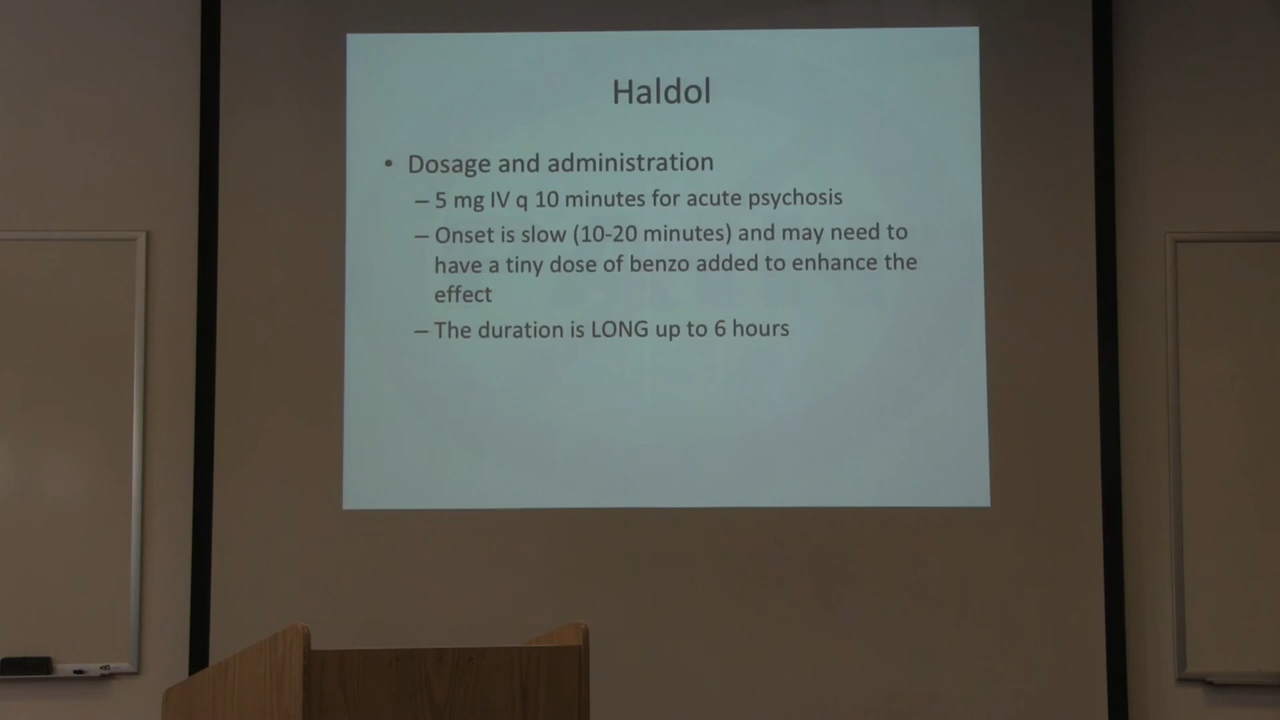 Haldol
• Dosage and administration
– 5 mg IV q 10 minutes for acute psychosis
– Onset is slow (10-20 minutes) and may need to
have a tiny dose of benzo added to enhance the
effect
– The duration is LONG up to 6 hours